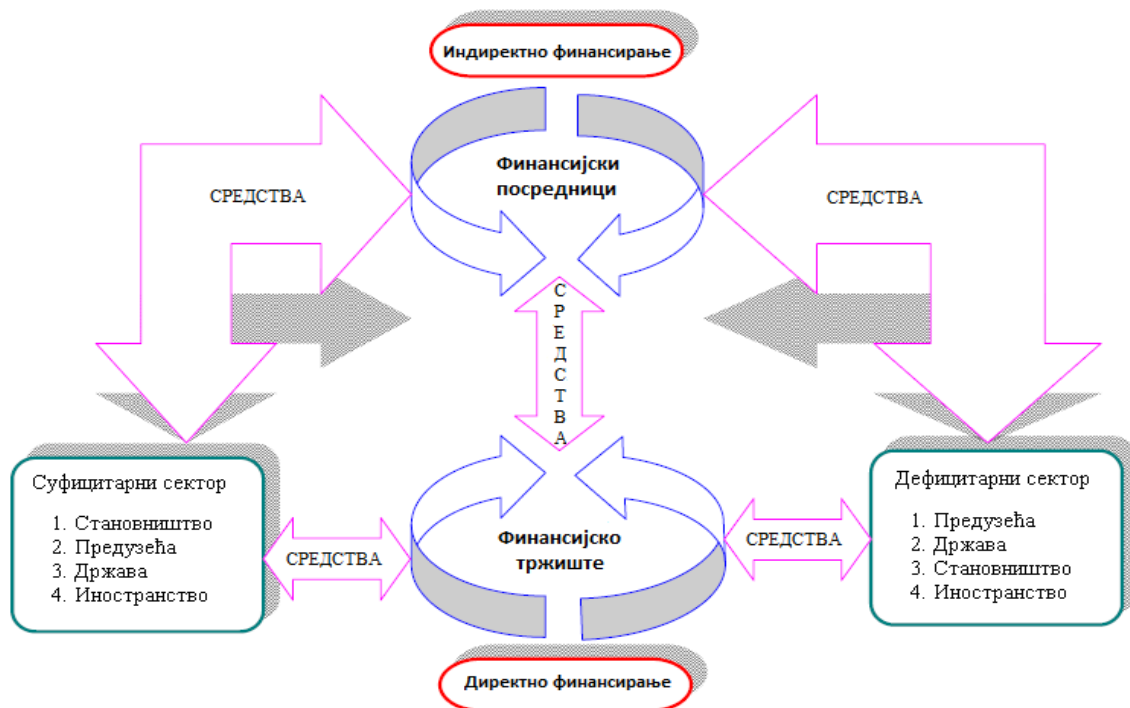 Индиректно финансирање
Финансијски
посредници
СРЕДСТВА
СРЕДСТВА
СРЕДСТВА
Суфицитарни сектор
1. Становништво
2. Предузећа
3. Држава
4. Иностранство
СРЕДСТВА
Финансијско
тржиште
СРЕДСТВА
Дефицитарни сектор
1. Предузећа
2. Држава
3. Становништво
4. Иностранство
Директно финансирање